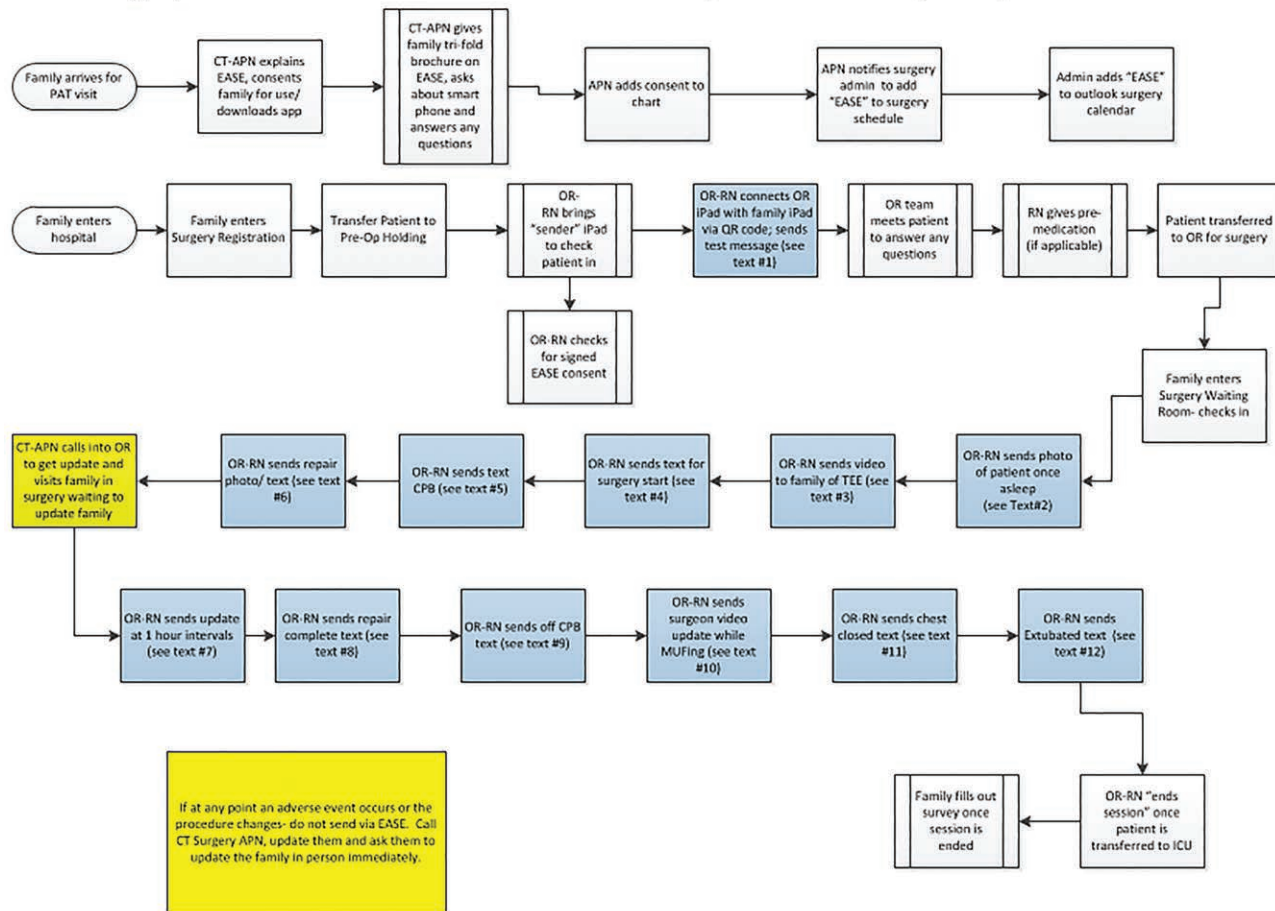 Family arrives for
PAT visit
CT-APN explains
EASE, consents
family for use/
downloads app
CT-APN gives
family tri-fold
brochure on
EASE, asks
about smart
phone and
answers any
questions
APN adds consent to
chart
APN notifies surgery
admin to add
"EASE" to surgery
schedule
Admin adds "EASE"
to outlook surgery
calendar
Family enters
hospital
Family enters
Surgery Registration
Transfer Patient to
Pre-Op Holding
OR-
RN brings
"sender" iPad
to check
patient in
OR-RN connects OR
iPad with family iPad
via QR code; sends
test message (see
text #1}
OR team
meets patient
to answer any
questions
RN gives pre-
medication
(if applicable)
Patient transferred
to OR for surgery
OR-RN checks
for signed
EASE consent
Family enters
Surgery Waiting
Room- checks in
CT-APN calls into OR
to get update and
visits family in
surgery waiting to
update family
OR-RN sends repair
photo/ text {see
text #6}
OR-RN sends text
CPB (see text #5)
OR-RN sends text for
surgery start {see
text #4}
OR-RN sends video
to family of TEE (see
text #3}
OR-RN sends photo
of patient once
asleep
(see Text#2)
OR-RN sends update
at 1 hour intervals
(see text #7)
OR-RN sends repair
complete text (see
text #8}
OR-RN sends off CPB
text (see text #9)
OR-RN sends
surgeon video
update while
MUFing (see text
#10}
OR-RN sends chest
closed text {see text
#11}
OR-RN sends
Extubated text {see
text #12}
If at any point an adverse event occurs or the
procedure changes- do not send via EASE. Call
CT Surgery APN, update them and ask them to
update the family in person immediately.
Family fills out
survey once
session is
ended
OR-RN "ends
session" once
patient is
transferred to ICU